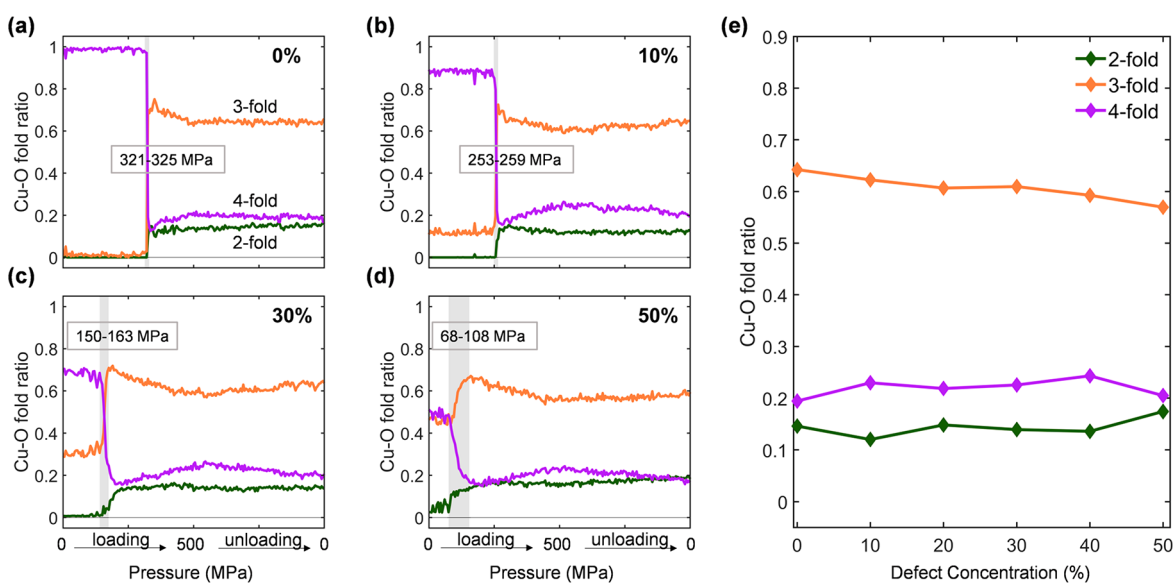 (a)
0%
Cu-O fold ratio
1
0.8
0.6
0.4
0.2
0
3-fold
321-325 MPa
4-fold
2-fold
(b)
10%
Cu-O fold ratio
1
0.8
0.6
0.4
0.2
0
253-259 MPa
(c)
30%
Cu-O fold ratio
1
0.8
0.6
0.4
0.2
0
150-163 MPa
0 loading 500 unloading 0
Pressure (MPa)
(d)
50%
Cu-O fold ratio
1
0.8
0.6
0.4
0.2
0
68-108 MPa
0 loading 500 unloading 0
Pressure (MPa)
(e)
2-fold
3-fold
4-fold
Cu-O fold ratio
0.9
0.8
0.7
0.6
0.5
0.4
0.3
0.2
0.1
0
0 10 20 30 40 50
Defect Concentration (%)